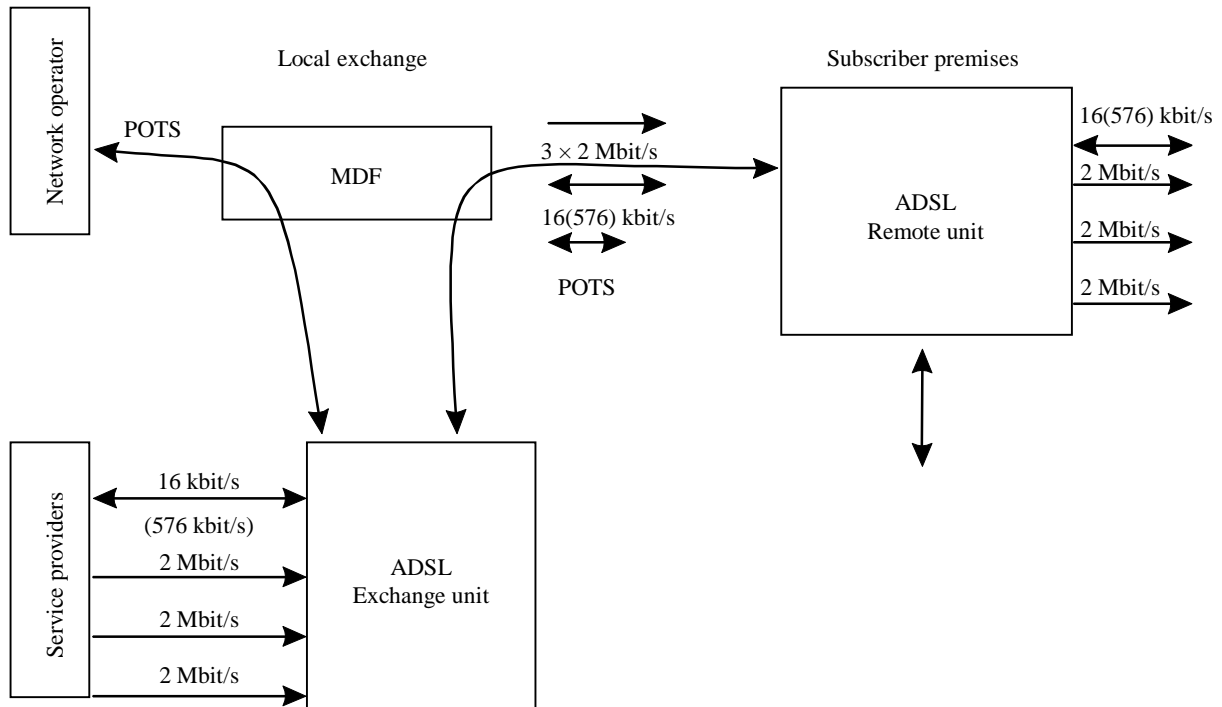 Network operator
Local exchange
Subscriber premises
POTS
MDF
3 × 2 Mbit/s
16(576) kbit/s
POTS
ADSL
Remote unit
16(576) kbit/s
2 Mbit/s
2 Mbit/s
2 Mbit/s
Service providers
16 kbit/s
(576 kbit/s)
2 Mbit/s
2 Mbit/s
2 Mbit/s
ADSL
Exchange unit